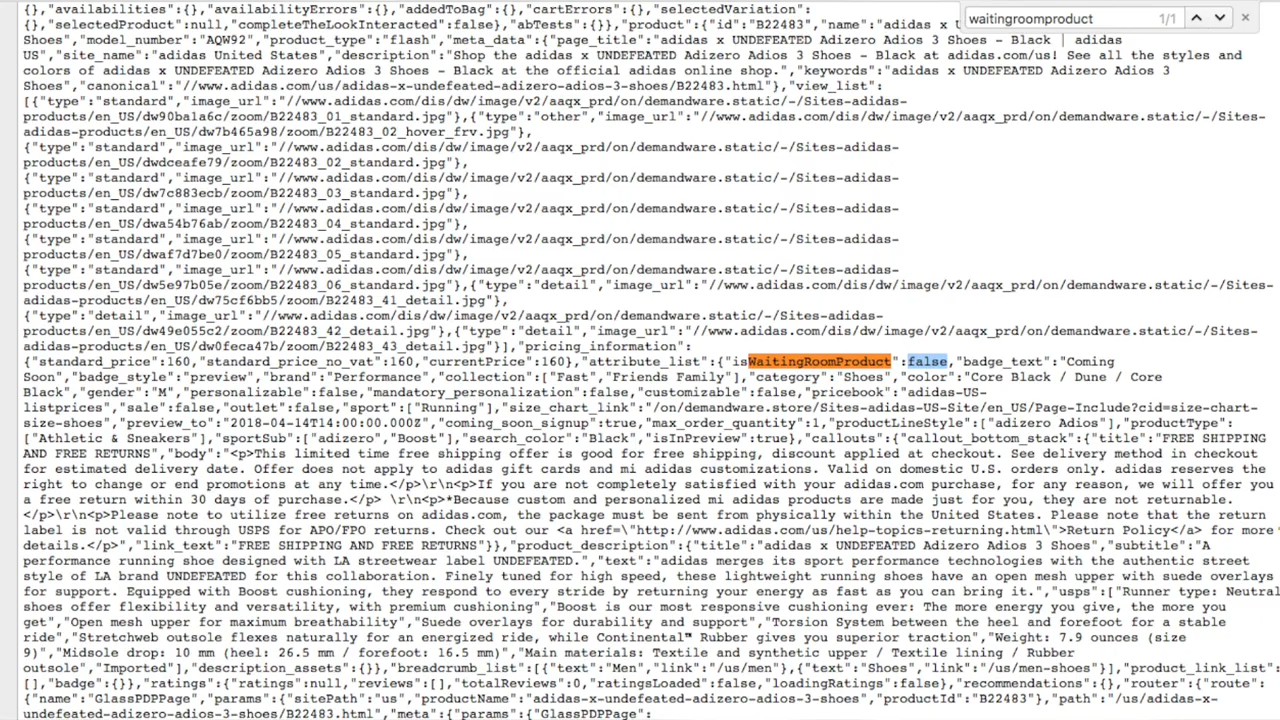 {},"availabilities":{},"availabilityErrors":{},"addedToBag":{},"cartErrors":{},"selectedVariation":
{},"selectedProduct":null,"completeTheLookInteracted":false},"abTests":{}},"product":{"id":"B22483","name":"adidas x
waitingroomproduct 1/1
Shoes","model_number":"AQW92","product_type":"flash","meta_data":{"page_title":"adidas x UNDEFEATED Adizero Adios 3 Shoes - Black | adidas
US","site_name":"adidas United States","description":"Shop the adidas x UNDEFEATED Adizero Adios 3 Shoes - Black at adidas.com/us! See all the styles and
colors of adidas x UNDEFEATED Adizero Adios 3 Shoes - Black at the official adidas online shop.","keywords":"adidas x UNDEFEATED Adizero Adios 3
Shoes","canonical":"//www.adidas.com/us/adidas-x-undefeated-adizero-adios-3-shoes/B22483.html"},"view_list":
[{"type":"standard","image_url":"//www.adidas.com/dis/dw/image/v2/aaqx_prd/on/demandware.static/-/Sites-adidas-
products/en_US/dw90ba1a6c/zoom/B22483_01_standard.jpg"},{"type":"other","image_url":"//www.adidas.com/dis/dw/image/v2/aaqx_prd/on/demandware.static/-/Sites-
adidas-products/en_US/dw7b465a98/zoom/B22483_02_hover_frv.jpg"},
{"type":"standard","image_url":"//www.adidas.com/dis/dw/image/v2/aaqx_prd/on/demandware.static/-/Sites-adidas-
products/en_US/dwdceafe79/zoom/B22483_02_standard.jpg"},
{"type":"standard","image_url":"//www.adidas.com/dis/dw/image/v2/aaqx_prd/on/demandware.static/-/Sites-adidas-
products/en_US/dw7c883ecb/zoom/B22483_03_standard.jpg"},
{"type":"standard","image_url":"//www.adidas.com/dis/dw/image/v2/aaqx_prd/on/demandware.static/-/Sites-adidas-
products/en_US/dwa54b76ab/zoom/B22483_04_standard.jpg"},
{"type":"standard","image_url":"//www.adidas.com/dis/dw/image/v2/aaqx_prd/on/demandware.static/-/Sites-adidas-
products/en_US/dwaf7d7be0/zoom/B22483_05_standard.jpg"},
{"type":"standard","image_url":"//www.adidas.com/dis/dw/image/v2/aaqx_prd/on/demandware.static/-/Sites-adidas-
products/en_US/dw5e97b05e/zoom/B22483_06_standard.jpg"},{"type":"detail","image_url":"//www.adidas.com/dis/dw/image/v2/aaqx_prd/on/demandware.static/-/Sites-
adidas-products/en_US/dw75cf6bb5/zoom/B22483_41_detail.jpg"},
{"type":"detail","image_url":"//www.adidas.com/dis/dw/image/v2/aaqx_prd/on/demandware.static/-/Sites-adidas-
products/en_US/dw49e055c2/zoom/B22483_42_detail.jpg"},{"type":"detail","image_url":"//www.adidas.com/dis/dw/image/v2/aaqx_prd/on/demandware.static/-/Sites-
adidas-products/en_US/dw0feca47b/zoom/B22483_43_detail.jpg"}],"pricing_information":
{"standard_price":160,"standard_price_no_vat":160,"currentPrice":160},"attribute_list":{"isWaitingRoomProduct":false,"badge_text":"Coming
Soon","badge_style":"preview","brand":"Performance","collection":["Fast","Friends Family"],"category":"Shoes","color":"Core Black / Dune / Core
Black","gender":"M","personalizable":false,"mandatory_personalization":false,"customizable":false,"pricebook":"adidas-US-
listprices","sale":false,"outlet":false,"sport":["Running"],"size_chart_link":"/on/demandware.store/Sites-adidas-US-Site/en_US/Page-Include?cid=size-chart-
size-shoes","preview_to":"2018-04-14T14:00:00.000Z","coming_soon_signup":true,"max_order_quantity":1,"productLineStyle":["adizero Adios"],"productType":
["Athletic & Sneakers"],"sportSub":["adizero","Boost"],"search_color":"Black","isInPreview":true},"callouts":{"callout_bottom_stack":{"title":"FREE SHIPPING
AND FREE RETURNS","body":"<p>This limited time free shipping offer is good for free shipping, discount applied at checkout. See delivery method in checkout
for estimated delivery date. Offer does not apply to adidas gift cards and mi adidas customizations. Valid on domestic U.S. orders only. adidas reserves the
right to change or end promotions at any time.</p>\r\n<p>If you are not completely satisfied with your adidas.com purchase, for any reason, we will offer you
a free return within 30 days of purchase.</p> \r\n<p>*Because custom and personalized mi adidas products are made just for you, they are not returnable.
</p>\r\n<p>Please note to utilize free returns on adidas.com, the package must be sent from physically within the United States. Please note that the return
label is not valid through USPS for APO/FPO returns. Check out our <a href=\"http://www.adidas.com/us/help-topics-returning.html\">Return Policy</a> for more
details.</p>","link_text":"FREE SHIPPING AND FREE RETURNS"}},"product_description":{"title":"adidas x UNDEFEATED Adizero Adios 3 Shoes","subtitle":"A
performance running shoe designed with LA streetwear label UNDEFEATED.","text":"adidas merges its sport performance technologies with the authentic street
style of LA brand UNDEFEATED for this collaboration. Finely tuned for high speed, these lightweight running shoes have an open mesh upper with suede overlays
for support. Equipped with Boost cushioning, they respond to every stride by returning your energy as fast as you can bring it.","usps":["Runner type: Neutral
shoes offer flexibility and versatility, with premium cushioning","Boost is our most responsive cushioning ever: The more energy you give, the more you
get","Open mesh upper for maximum breathability","Suede overlays for durability and support","Torsion System between the heel and forefoot for a stable
ride","Stretchweb outsole flexes naturally for an energized ride, while Continental™ Rubber gives you superior traction","Weight: 7.9 ounces (size
9)","Midsole drop: 10 mm (heel: 26.5 mm / forefoot: 16.5 mm)","Main materials: Textile and synthetic upper / Textile lining / Rubber
outsole","Imported"],"description_assets":{}},"breadcrumb_list":[{"text":"Men","link":"/us/men"},{"text":"Shoes","link":"/us/men-shoes"}],"product_link_list":
[],"badge":{}},"ratings":{"ratings":null,"reviews":[],"totalReviews":0,"ratingsLoaded":false,"loadingRatings":false},"recommendations":{},"router":{"route":
{"name":"GlassPDPPage","params":{"sitePath":"us","productName":"adidas-x-undefeated-adizero-adios-3-shoes","productId":"B22483"},"path":"/us/adidas-x-
undefeated-adizero-adios-3-shoes/B22483.html","meta":{"params":{"GlassPDPPage":